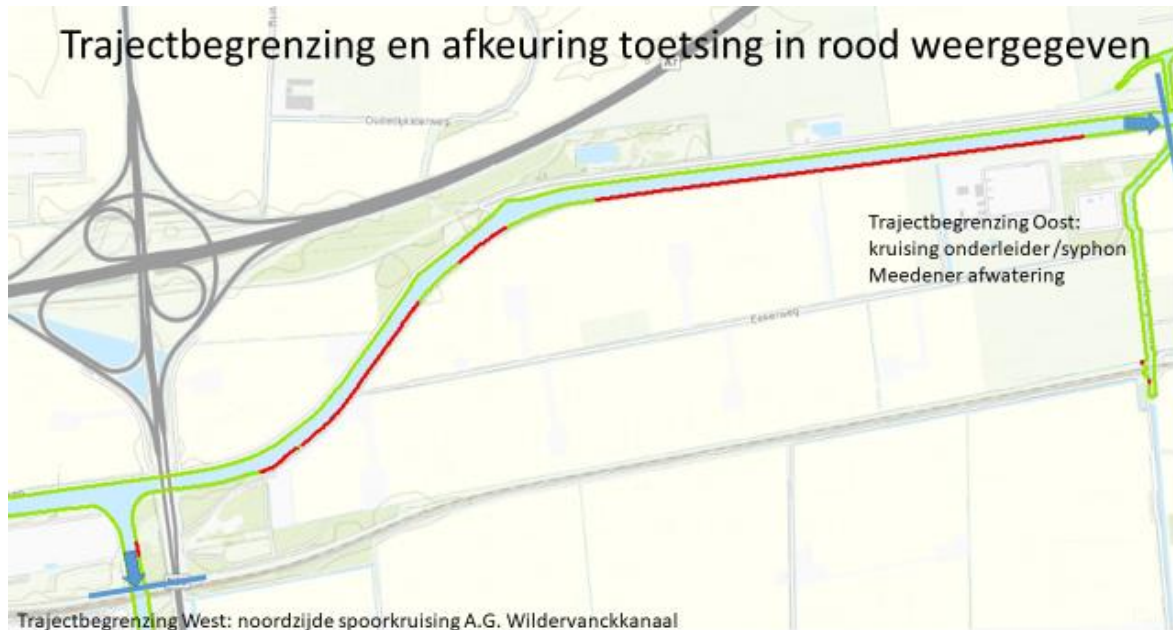 Trajectbegrenzing en afkeuring toetsing in rood weergegeven
A7
Trajectbegrenzing Oost:
kruising onderleider/syphon
Meedener afwatering
Eekerweg
Trajectbegrenzing West: noordzijde spoorkruising A.G. Wildervanckkanaal